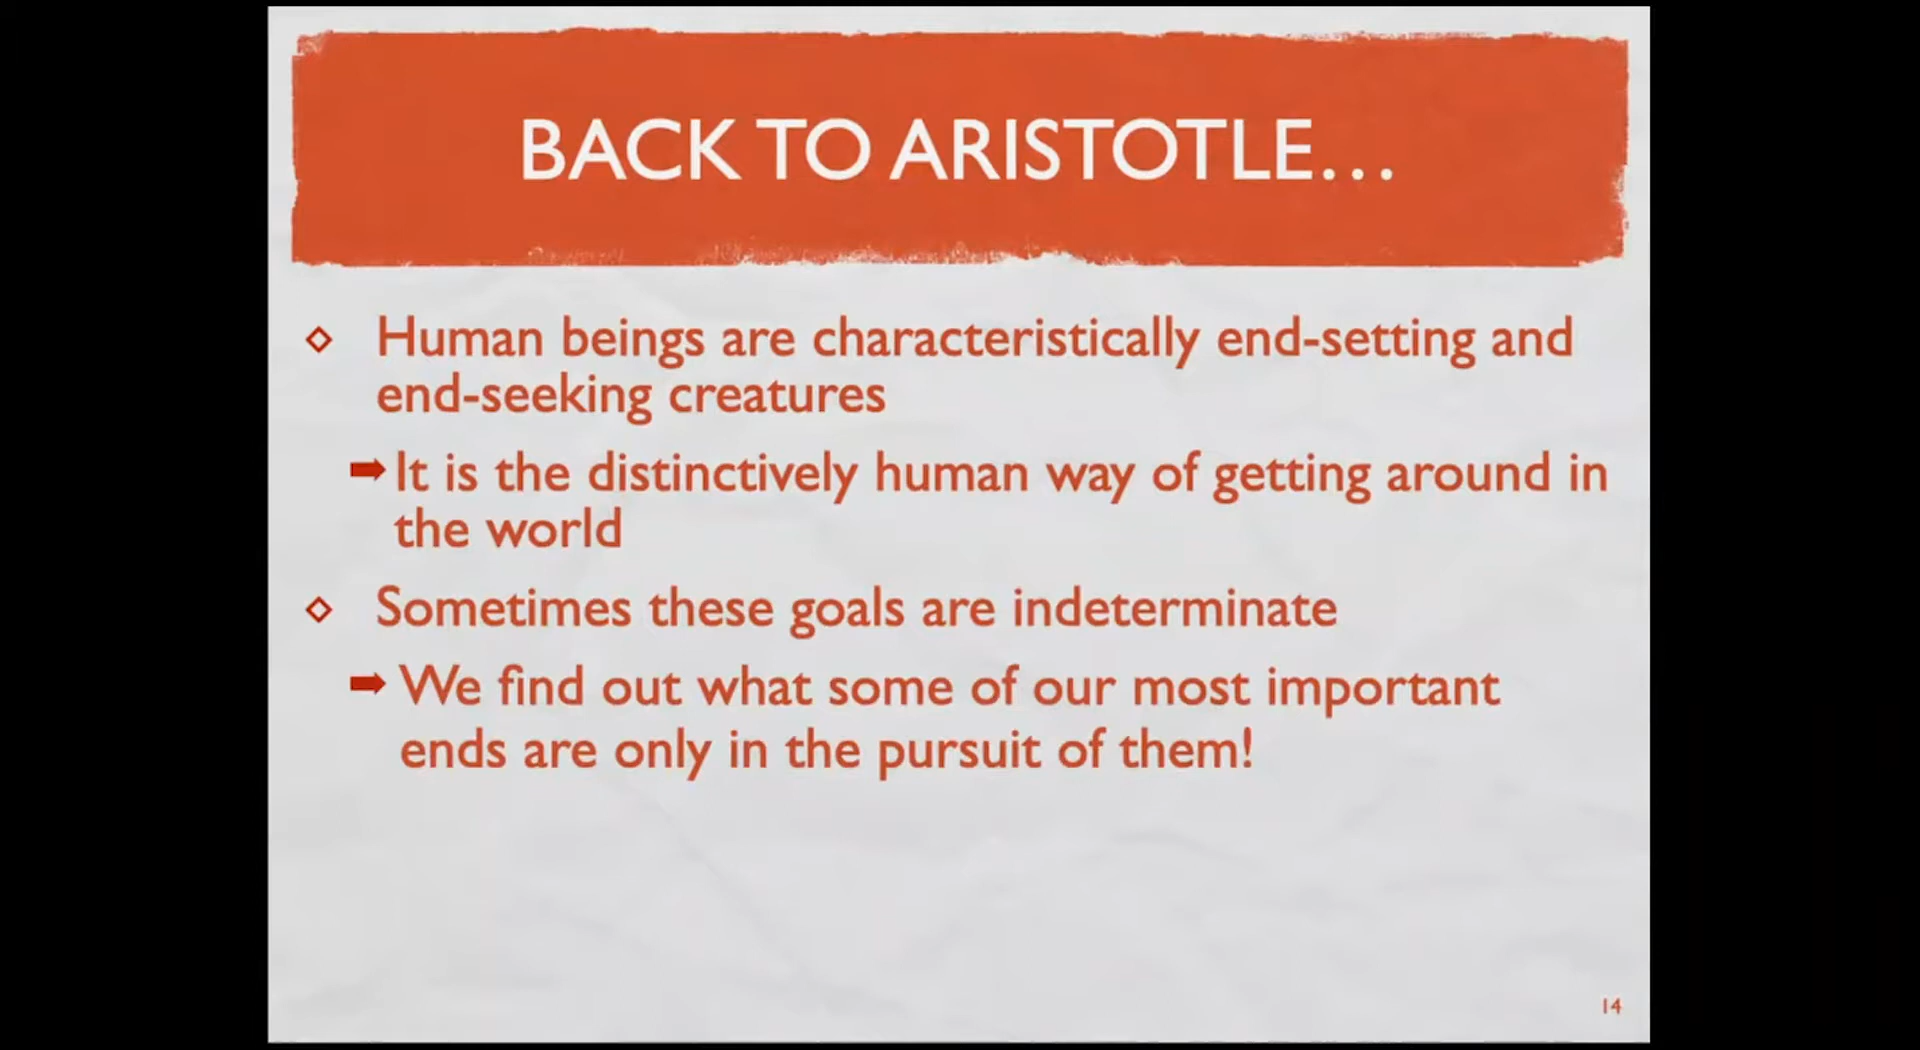 BACK TO ARISTOTLE...
Human beings are characteristically end-setting and
end-seeking creatures
It is the distinctively human way of getting around in
the world
Sometimes these goals are indeterminate
We find out what some of our most important
ends are only in the pursuit of them!
14